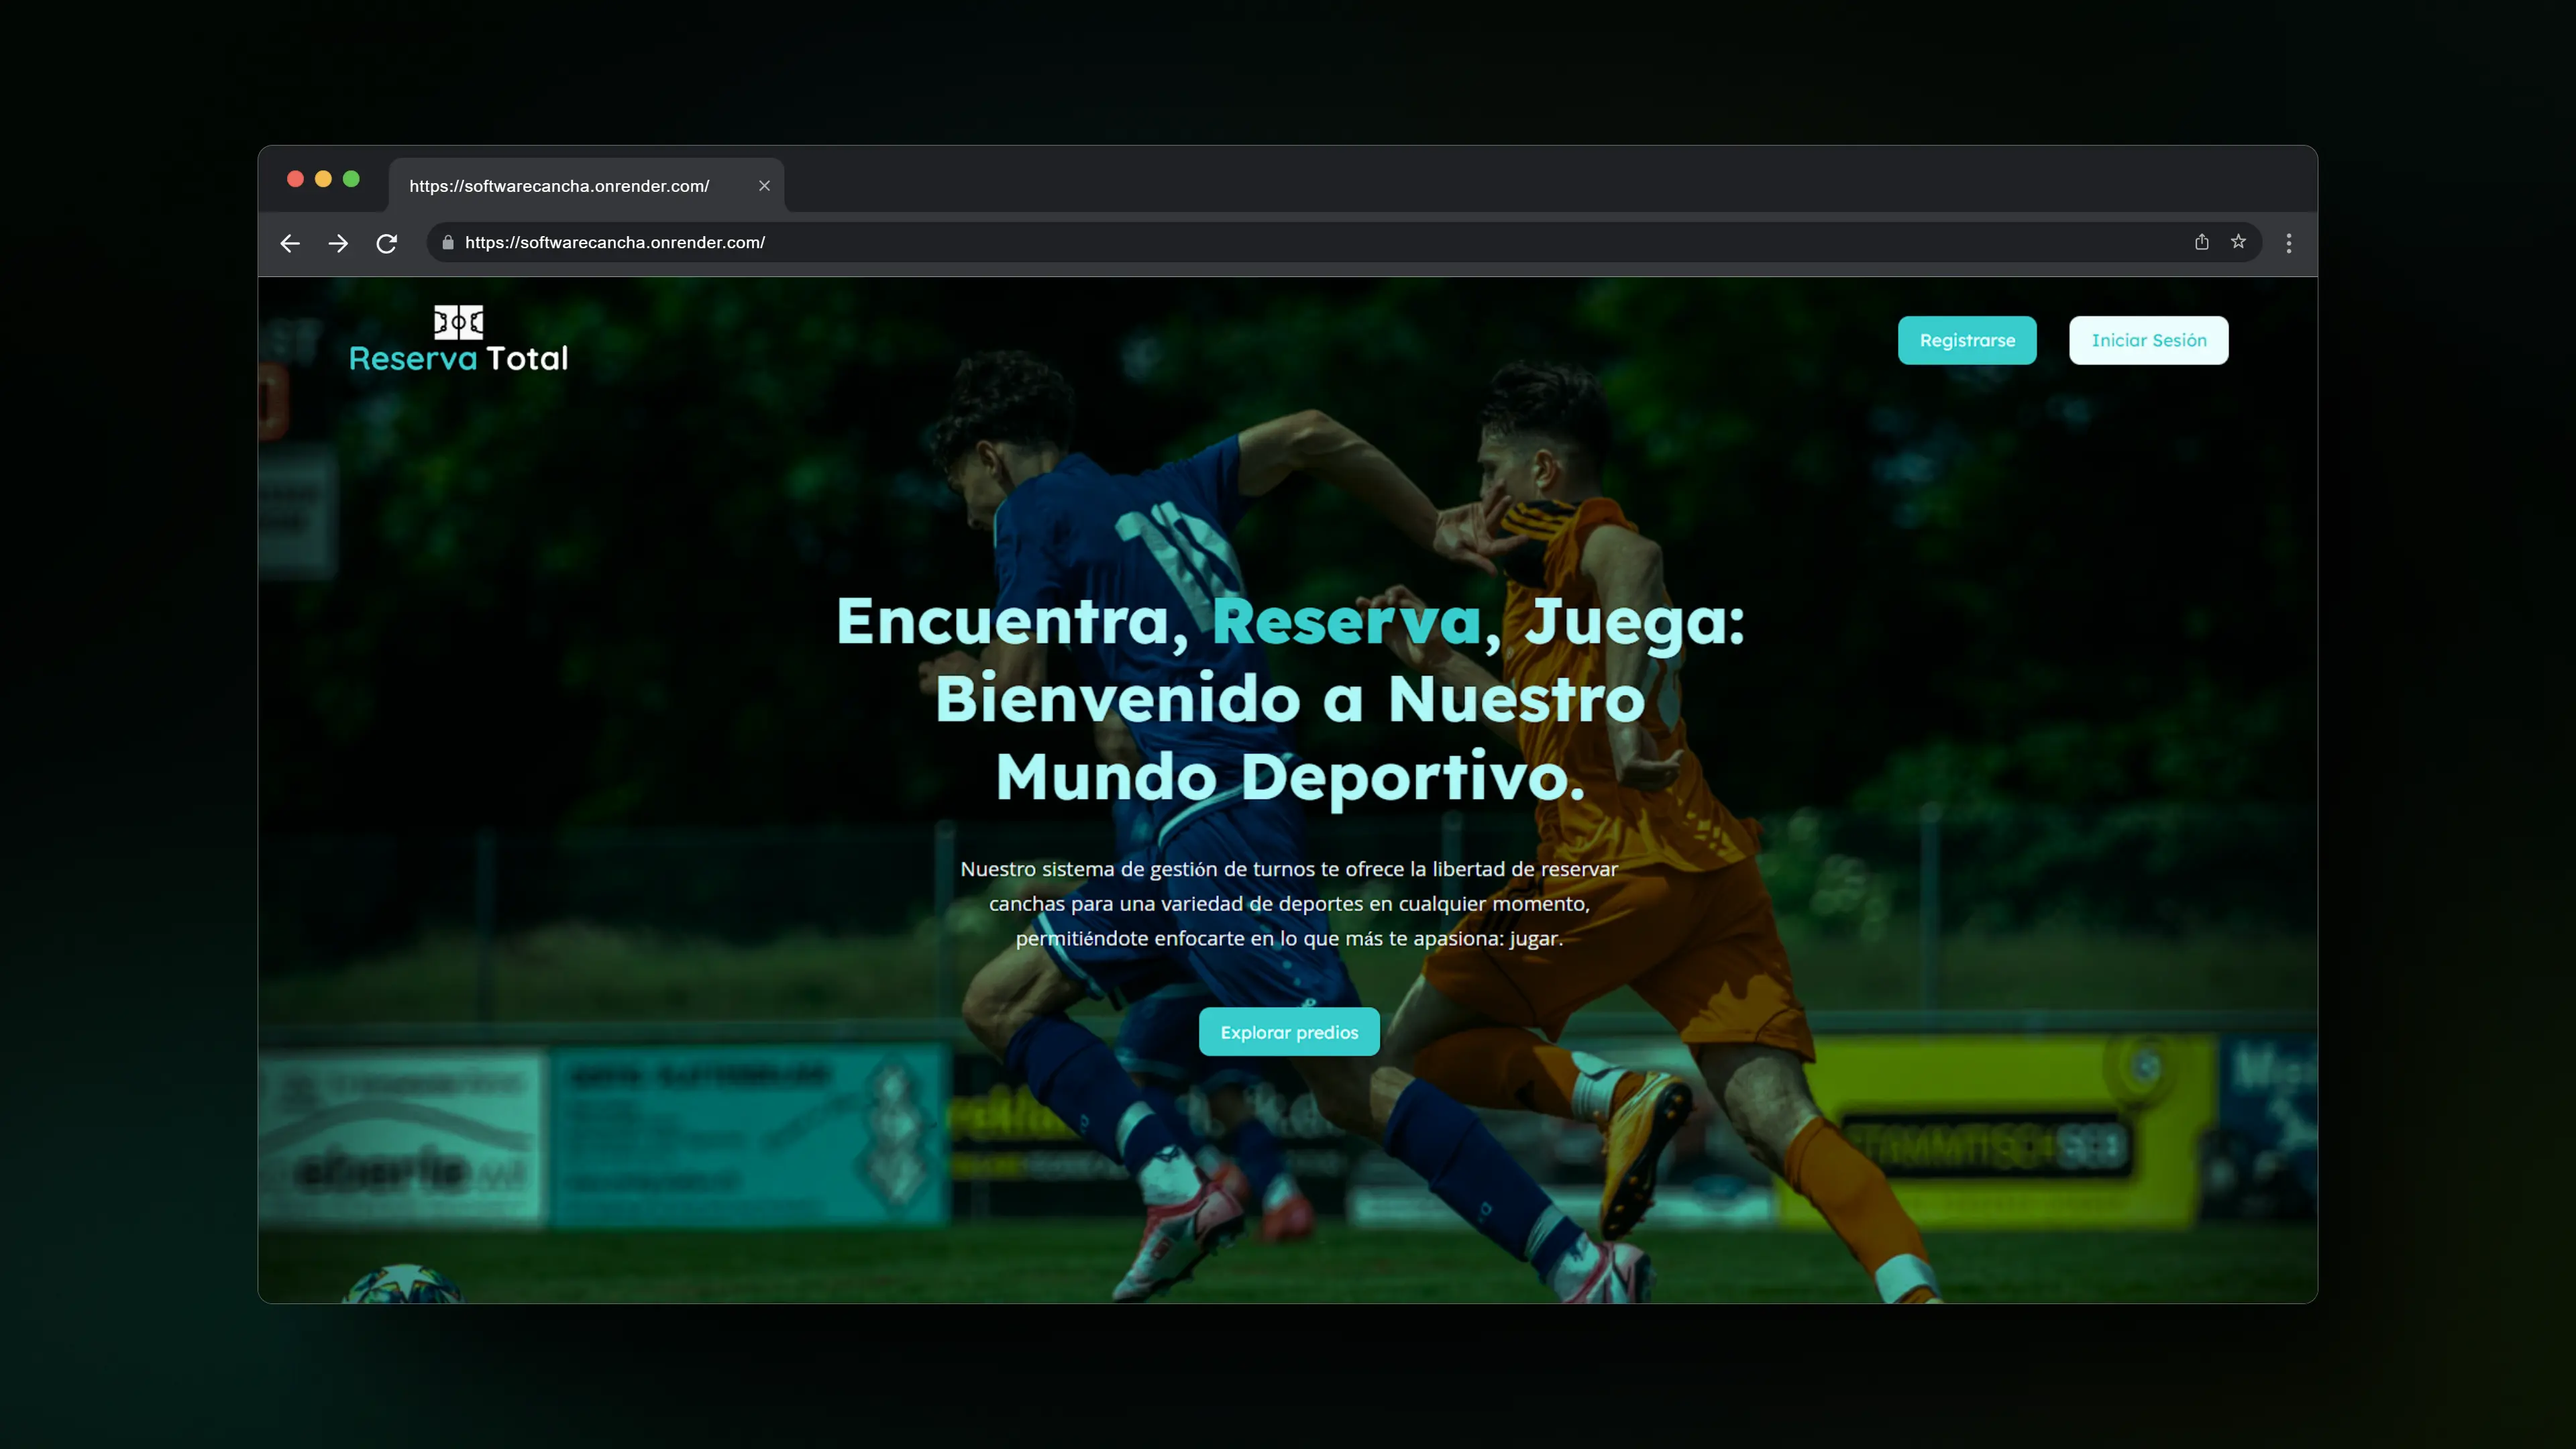 https://softwarecancha.onrender.com/
https://softwarecancha.onrender.com/
Reserva Total
Registrarse
Iniciar Sesión
Encuentra, Reserva, Juega:
Bienvenido a Nuestro
Mundo Deportivo.
Nuestro sistema de gestión de turnos te ofrece la libertad de reservar
canchas para una variedad de deportes en cualquier momento,
permitiéndote enfocarte en lo que más te apasiona: jugar.
Explorar predios